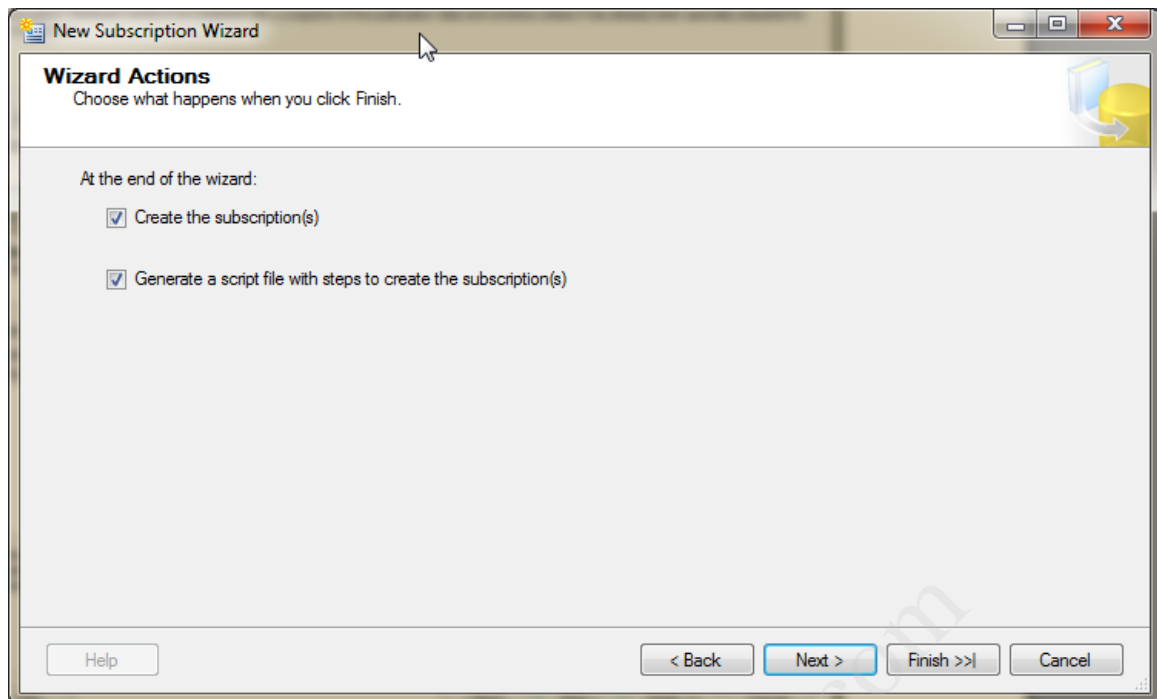 New Subscription Wizard
Wizard Actions
Choose what happens when you click Finish.
At the end of the wizard:
Create the subscription(s)
Generate a script file with steps to create the subscription(s)
Help
< Back
Next >
Finish >>|
Cancel